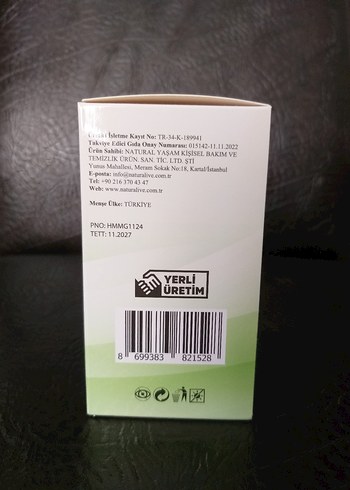 Üretici İşletme Kayıt No: TR-34-K-189941
Takviye Edici Gıda Onay Numarası: 015142-11.11.2022
Ürün Sahibi: NATURAL YAŞAM KİŞİSEL BAKIM VE
TEMİZLİK ÜRÜN. SAN. TİC. LTD. ŞTİ
Yunus Mahallesi, Meram Sokak No:18, Kartal/İstanbul
E-posta: info@naturalive.com.tr
Tel: +90 216 370 43 47
Web: www.naturalive.com.tr
Menşe Ülke: TÜRKİYE
PNO: HMMG1124
TETT: 11.2027
YERLİ
ÜRETİM
8 699383 821528